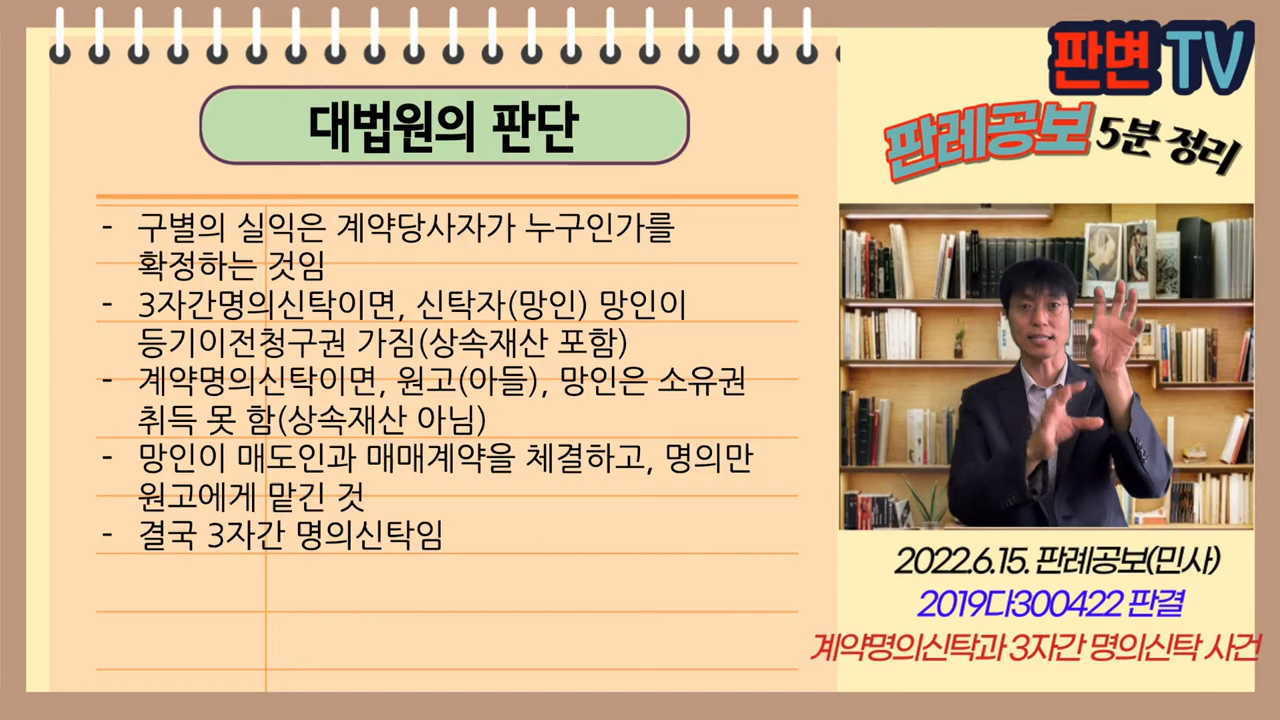 판변 TV
판례공보 5분 정리
대법원의 판단
- 구별의 실익은 계약당사자가 누구인가를
확정하는 것임
- 3자간명의신탁이면, 신탁자(망인) 망인이
등기이전청구권 가짐(상속재산 포함)
- 계약명의신탁이면, 원고(아들), 망인은 소유권
취득 못 함(상속재산 아님)
- 망인이 매도인과 매매계약을 체결하고, 명의만
원고에게 맡긴 것
- 결국 3자간 명의신탁임
2022.6.15. 판례공보(민사)
2019다300422 판결
계약명의신탁과 3자간 명의신탁 사건